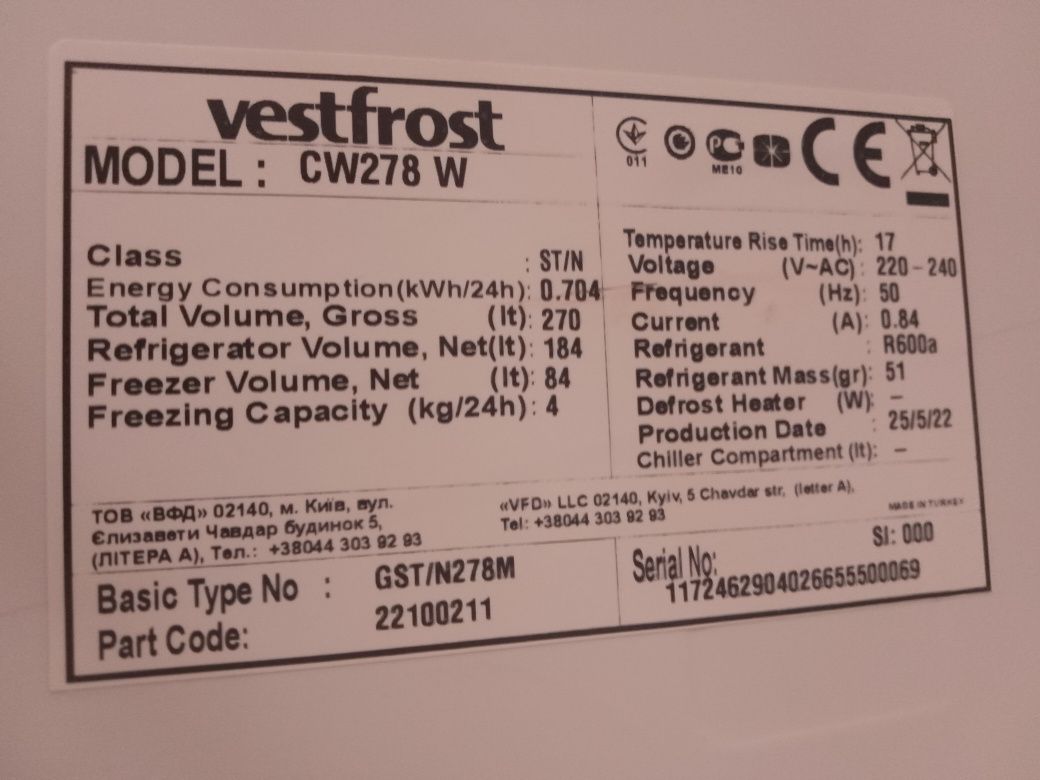 vestfrost
MODEL : CW278 W
011
ME10
CE
Class : ST/N
Energy Consumption(kWh/24h): 0.704
Total Volume, Gross (lt): 270
Refrigerator Volume, Net(lt): 184
Freezer Volume, Net (lt): 84
Freezing Capacity (kg/24h): 4
Temperature Rise Time(h): 17
Voltage (V~AC) : 220-240
Frequency (Hz): 50
Current (A): 0.84
Refrigerant : R600a
Refrigerant Mass(gr): 51
Defrost Heater (W): -
Production Date : 25/5/22
Chiller Compartment (lt): -
ТОВ «ВФД» 02140, м. Київ, вул.
Єлизавети Чавдар будинок 5,
(ЛІТЕРА А), Тел.: +38044 303 92 93
«VFD» LLC 02140, Kyiv, 5 Chavdar str, (letter A),
Tel: +38044 303 92 93
MADE IN TURKEY
Basic Type No : GST/N278M
Part Code: 22100211
SI: 000
Serial No:
1172462904026655500069